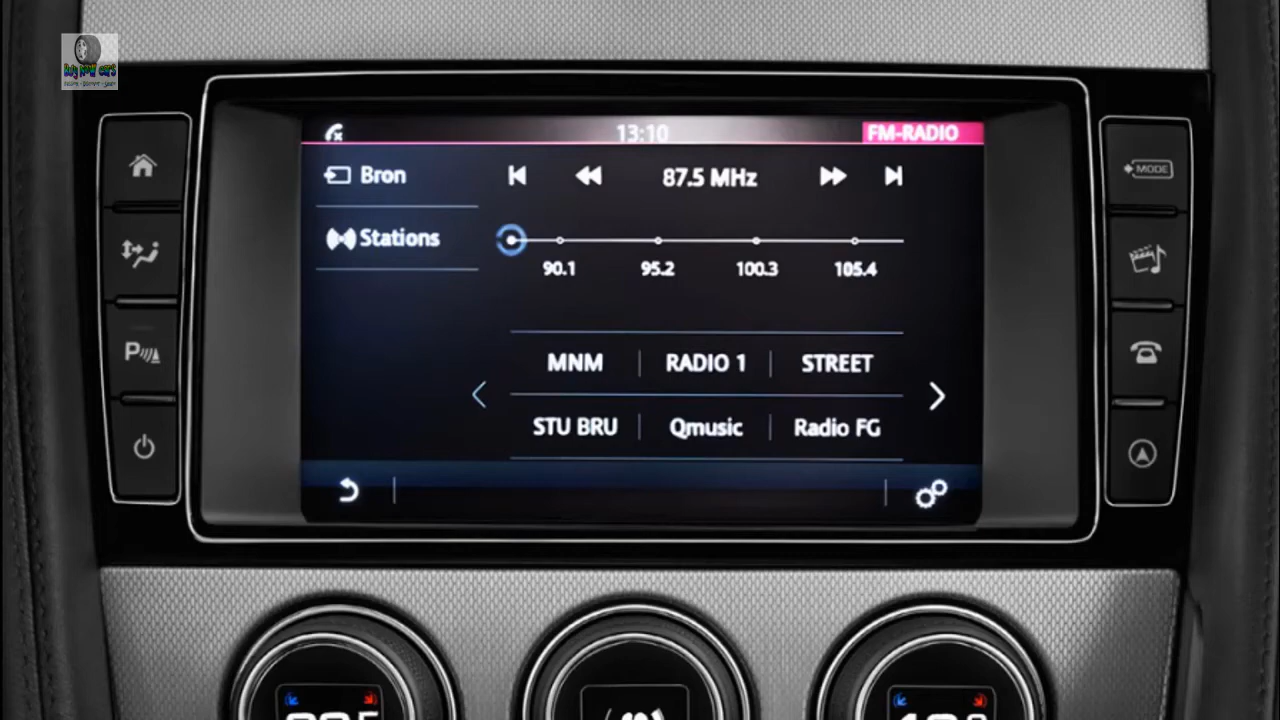 13:10 FM-RADIO
Bron
87.5 MHz
Stations
90.1 95.2 100.3 105.4
MNM RADIO 1 STREET
STU BRU Qmusic Radio FG
MODE
P